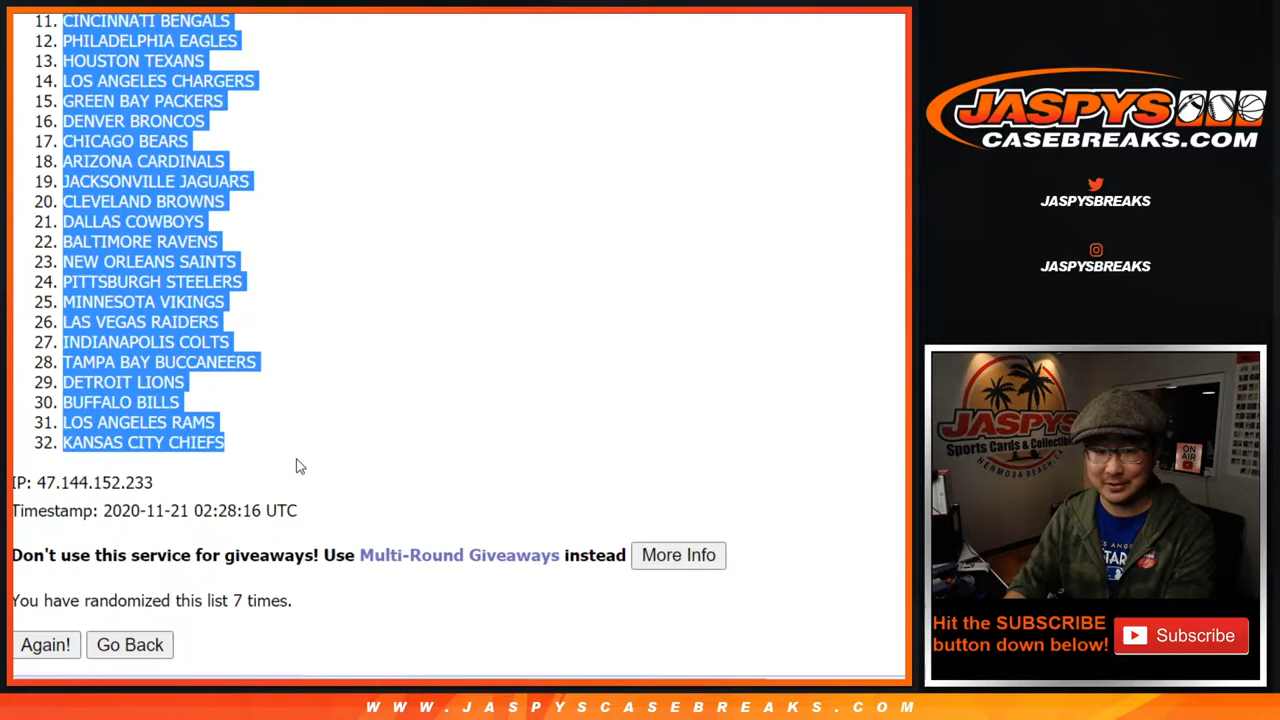 11. CINCINNATI BENGALS
12. PHILADELPHIA EAGLES
13. HOUSTON TEXANS
14. LOS ANGELES CHARGERS
15. GREEN BAY PACKERS
16. DENVER BRONCOS
17. CHICAGO BEARS
18. ARIZONA CARDINALS
19. JACKSONVILLE JAGUARS
20. CLEVELAND BROWNS
21. DALLAS COWBOYS
22. BALTIMORE RAVENS
23. NEW ORLEANS SAINTS
24. PITTSBURGH STEELERS
25. MINNESOTA VIKINGS
26. LAS VEGAS RAIDERS
27. INDIANAPOLIS COLTS
28. TAMPA BAY BUCCANEERS
29. DETROIT LIONS
30. BUFFALO BILLS
31. LOS ANGELES RAMS
32. KANSAS CITY CHIEFS
IP: 47.144.152.233
Timestamp: 2020-11-21 02:28:16 UTC
Don't use this service for giveaways! Use Multi-Round Giveaways instead More Info
You have randomized this list 7 times.
Again! Go Back
JASPYS
CASEBREAKS.COM
JASPYSBREAKS
JASPYSBREAKS
JASPYS
Sports Cards & Collectibles
HERMOSA BEACH, CA
ON
AIR
Hit the SUBSCRIBE
button down below!
Subscribe
WWW.JASPYSCASEBREAKS.COM